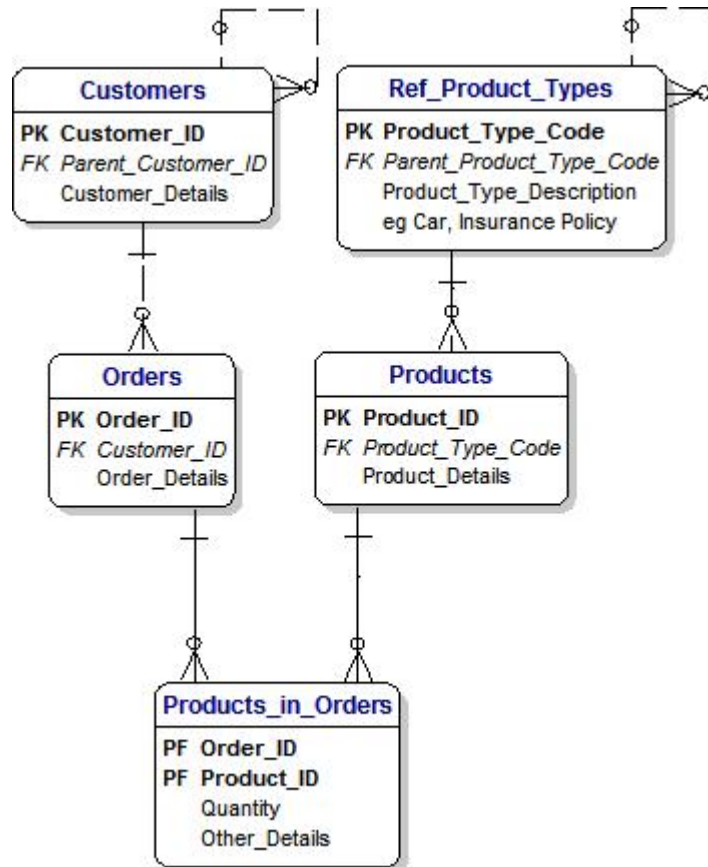 Customers
PK Customer_ID
FK Parent_Customer_ID
Customer_Details
Ref_Product_Types
PK Product_Type_Code
FK Parent_Product_Type_Code
Product_Type_Description
eg Car, Insurance Policy
Orders
PK Order_ID
FK Customer_ID
Order_Details
Products
PK Product_ID
FK Product_Type_Code
Product_Details
Products_in_Orders
PF Order_ID
PF Product_ID
Quantity
Other_Details